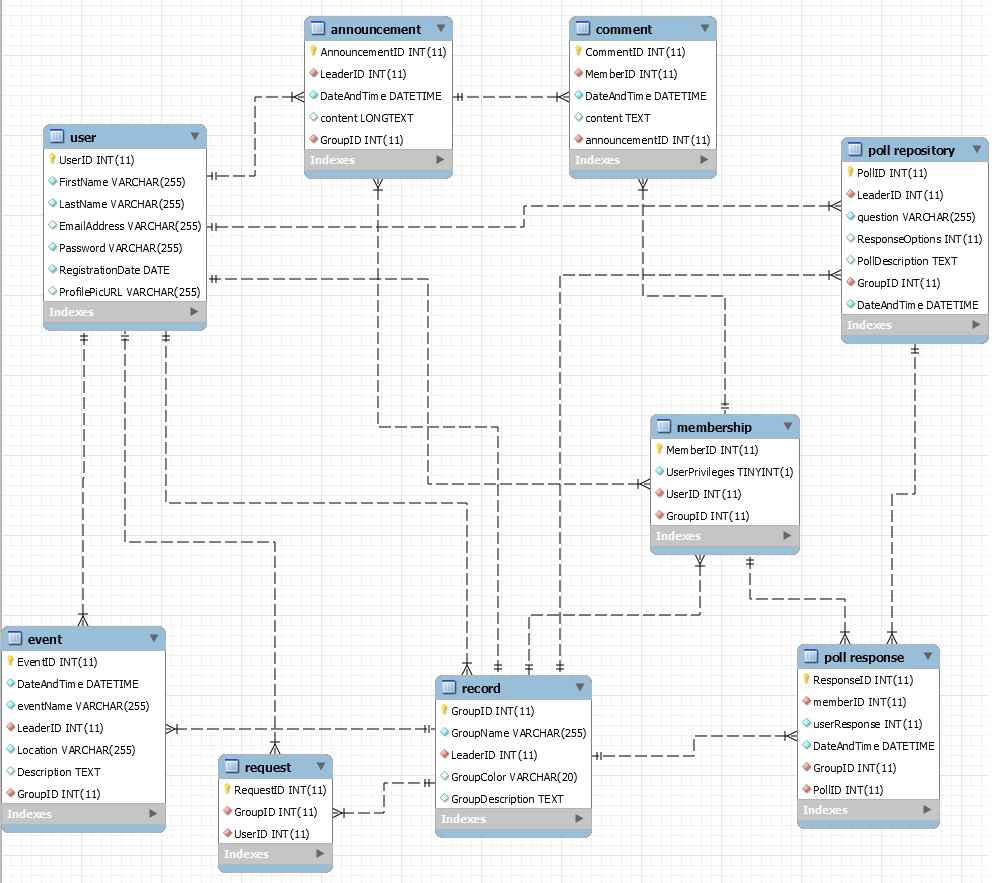 announcement
AnnouncementID INT(11)
LeaderID INT(11)
DateAndTime DATETIME
content LONGTEXT
GroupID INT(11)
Indexes
comment
CommentID INT(11)
MemberID INT(11)
DateAndTime DATETIME
content TEXT
announcementID INT(11)
Indexes
user
UserID INT(11)
FirstName VARCHAR(255)
LastName VARCHAR(255)
EmailAddress VARCHAR(255)
Password VARCHAR(255)
RegistrationDate DATE
ProfilePicURL VARCHAR(255)
Indexes
poll repository
PollID INT(11)
LeaderID INT(11)
question VARCHAR(255)
ResponseOptions INT(11)
PollDescription TEXT
GroupID INT(11)
DateAndTime DATETIME
Indexes
membership
MemberID INT(11)
UserPrivileges TINYINT(1)
UserID INT(11)
GroupID INT(11)
Indexes
event
EventID INT(11)
DateAndTime DATETIME
eventName VARCHAR(255)
LeaderID INT(11)
Location VARCHAR(255)
Description TEXT
GroupID INT(11)
Indexes
request
RequestID INT(11)
GroupID INT(11)
UserID INT(11)
Indexes
record
GroupID INT(11)
GroupName VARCHAR(255)
LeaderID INT(11)
GroupColor VARCHAR(20)
GroupDescription TEXT
Indexes
poll response
ResponseID INT(11)
memberID INT(11)
userResponse INT(11)
DateAndTime DATETIME
GroupID INT(11)
PollID INT(11)
Indexes